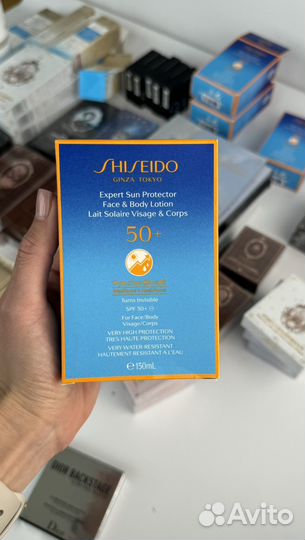 SHISEIDO
GINZA TOKYO
Expert Sun Protector
Face & Body Lotion
Lait Solaire Visage & Corps
50+
Turns Invisible
SPF 50+
For Face/Body
Visage/Corps
VERY HIGH PROTECTION
TRÈS HAUTE PROTECTION
VERY WATER-RESISTANT
HAUTEMENT RÉSISTANT À L'EAU
℮150mL
DIOR BACKSTAGE
Dior
Avito